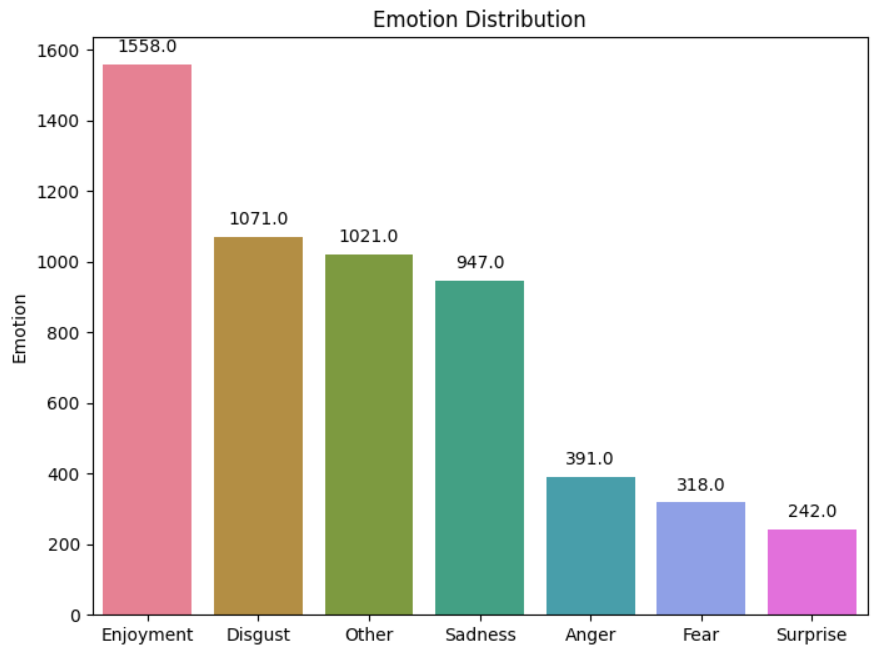 Emotion Distribution
1600
1400
1200
1000
800
600
400
200
0
Emotion
1558.0
1071.0
1021.0
947.0
391.0
318.0
242.0
Enjoyment
Disgust
Other
Sadness
Anger
Fear
Surprise